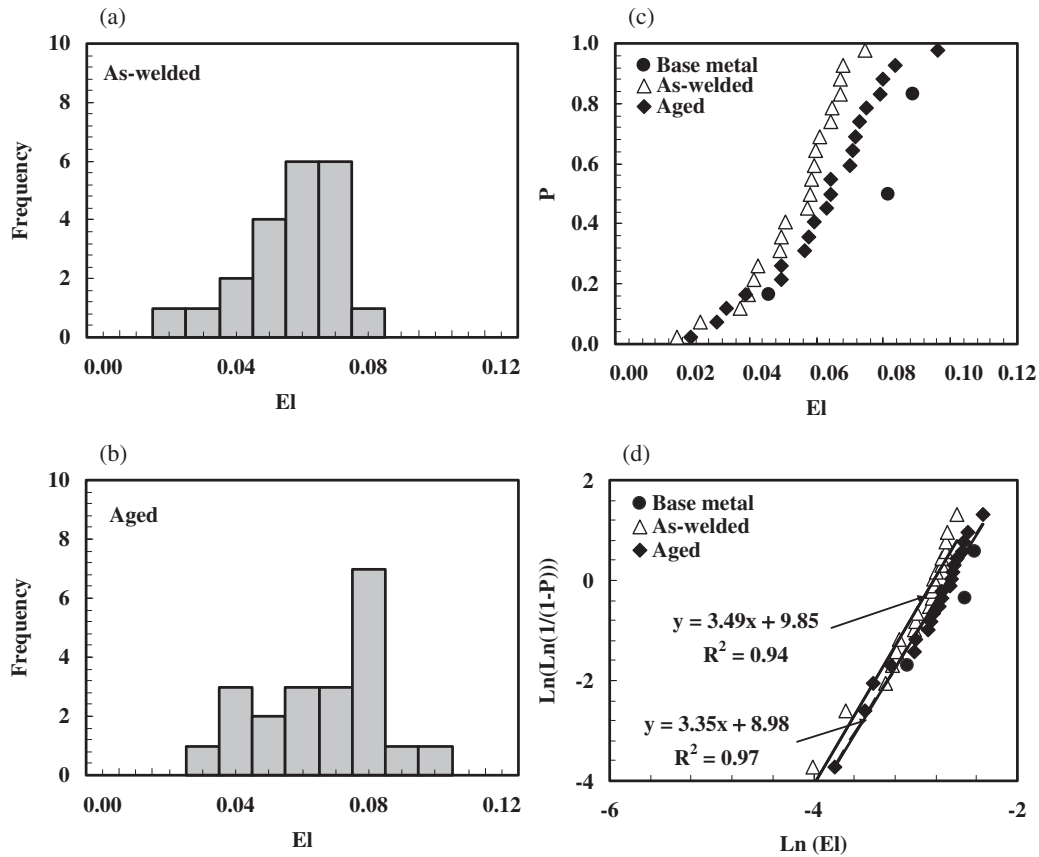 (a)
10
8
6
4
2
0
Frequency
As-welded
0.00
0.04
0.08
0.12
El
(c)
1.0
0.8
0.6
0.4
0.2
0.0
P
Base metal
As-welded
Aged
0.00
0.02
0.04
0.06
0.08
0.10
0.12
El
(b)
10
8
6
4
2
0
Frequency
Aged
0.00
0.04
0.08
0.12
El
(d)
2
0
-2
-4
Ln(Ln(1/(1-P)))
Base metal
As-welded
Aged
y = 3.49x + 9.85
R² = 0.94
y = 3.35x + 8.98
R² = 0.97
-6
-4
-2
Ln (El)